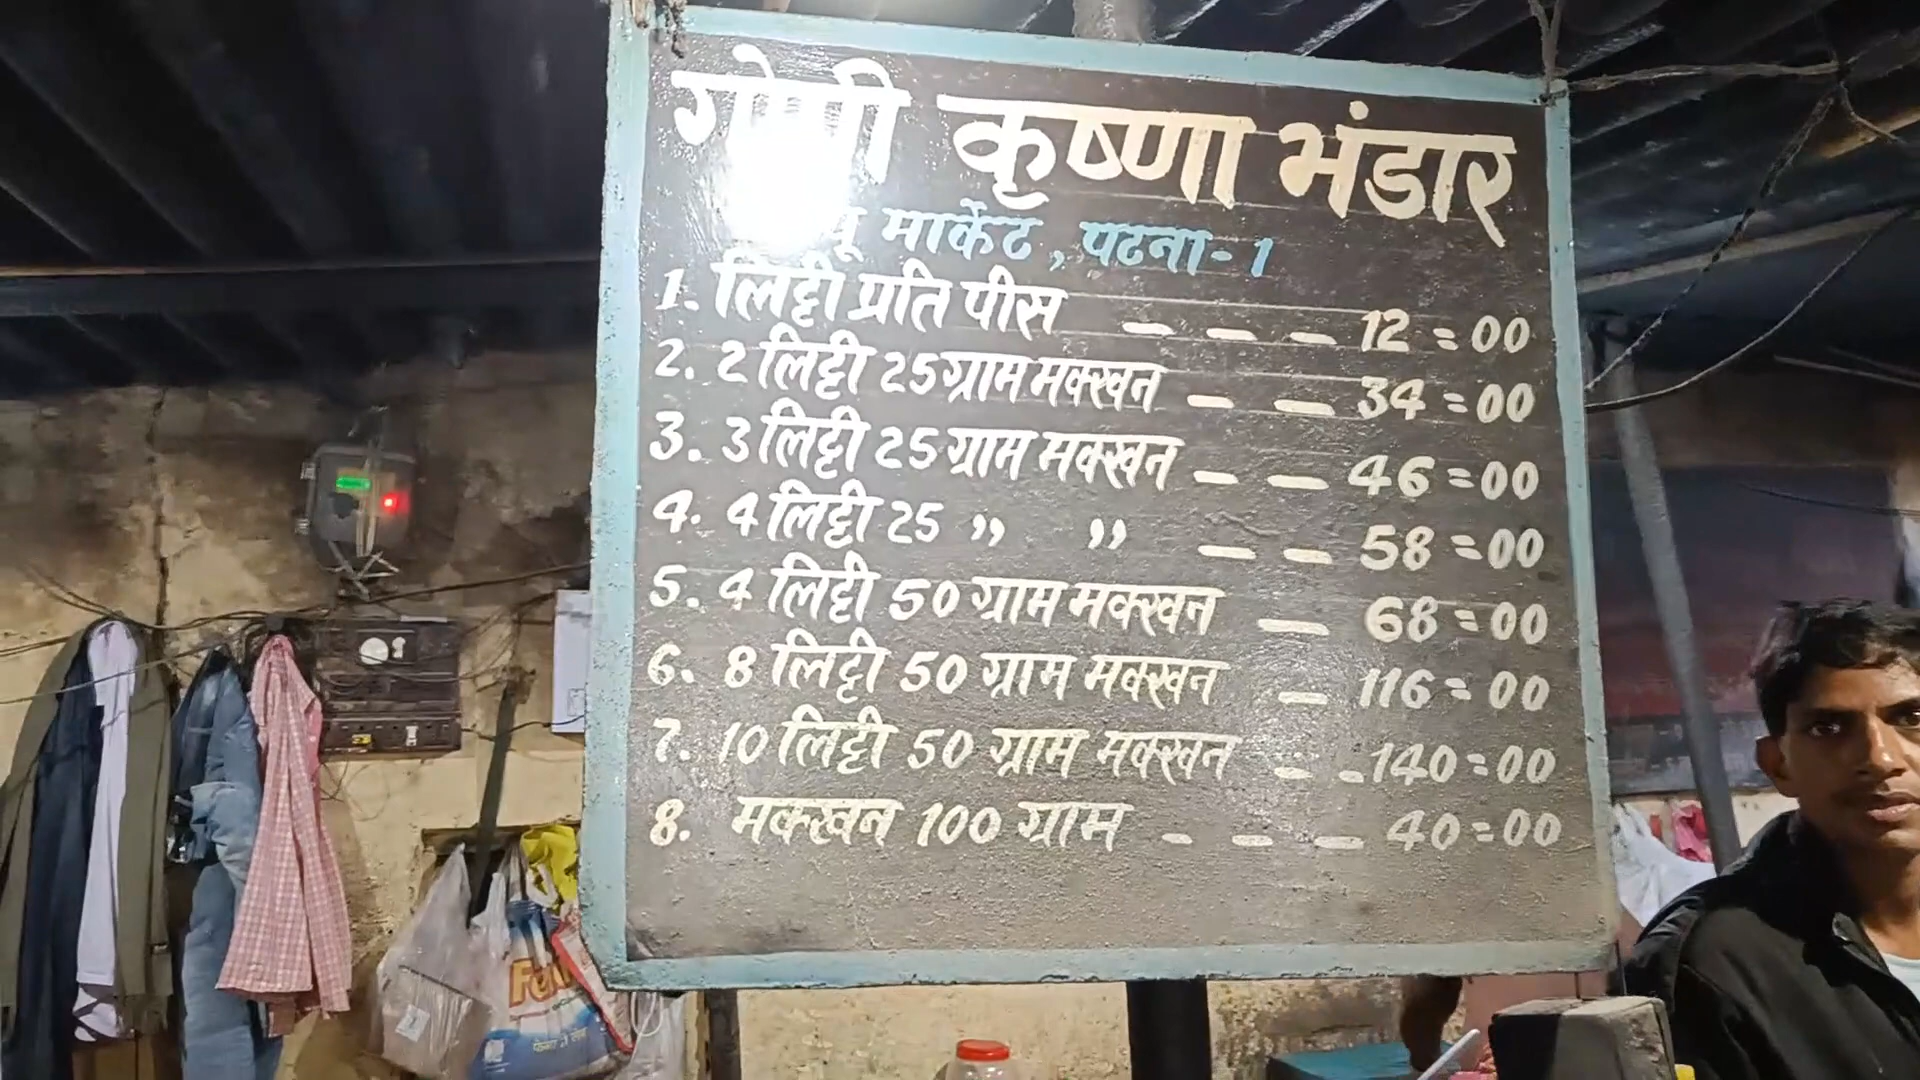 गोपी कृष्णा भंडार
मार्केट, पटना-1
1. लिट्टी प्रति पीस — — — 12=00
2. 2 लिट्टी 25 ग्राम मक्खन — — 34=00
3. 3 लिट्टी 25 ग्राम मक्खन — — 46=00
4. 4 लिट्टी 25 ,, ,, — — 58=00
5. 4 लिट्टी 50 ग्राम मक्खन — 68=00
6. 8 लिट्टी 50 ग्राम मक्खन — 116=00
7. 10 लिट्टी 50 ग्राम मक्खन - - 140=00
8. मक्खन 100 ग्राम - - — 40=00